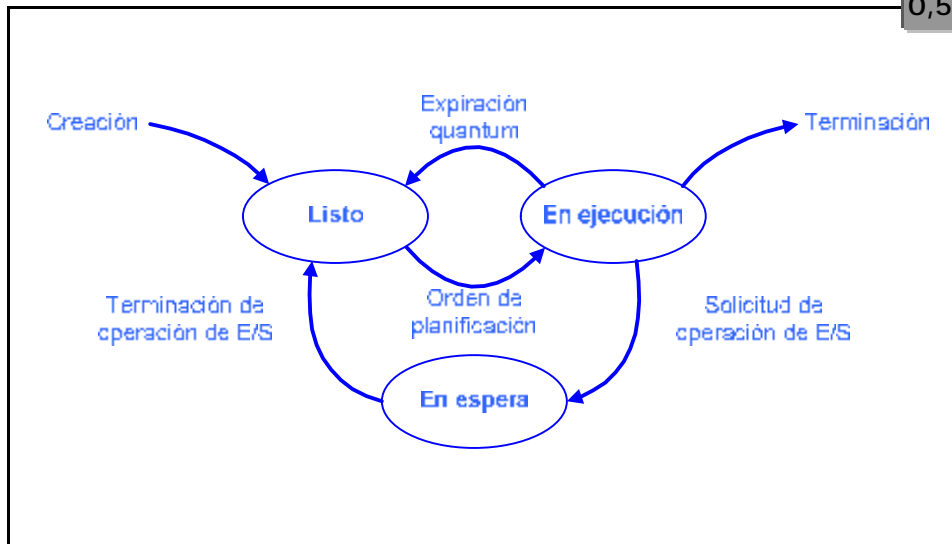 0,5
Creación
Expiración
quantum
Terminación
Listo
En ejecución
Terminación de
operación de E/S
Orden de
planificación
Solicitud de
operación de E/S
En espera